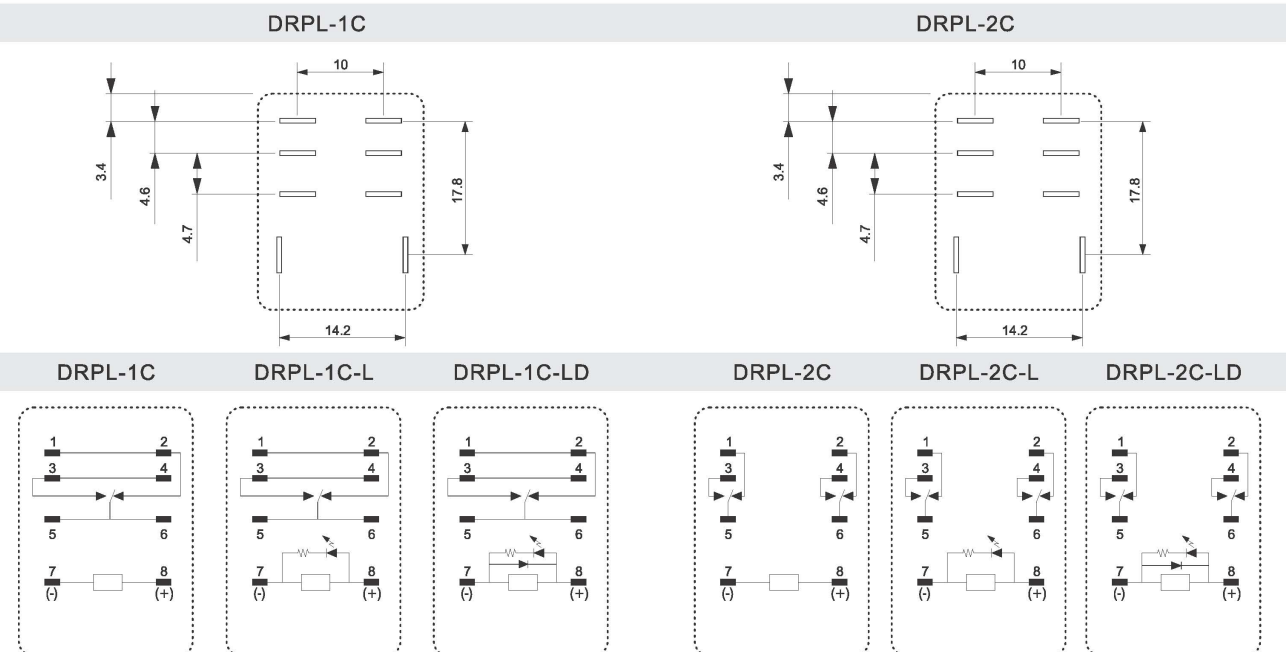 DRPL-1C DRPL-2C
10 10
3.4 4.6 4.7 17.8 3.4 4.6 4.7 17.8
14.2 14.2
DRPL-1C DRPL-1C-L DRPL-1C-LD DRPL-2C DRPL-2C-L DRPL-2C-LD
1 2 1 2 1 2 1 2 1 2 1 2
3 4 3 4 3 4 3 4 3 4 3 4
5 6 5 6 5 6 5 6 5 6 5 6
7 8 7 8 7 8 7 8 7 8 7 8
(-) (+) (-) (+) (-) (+) (-) (+) (-) (+) (-) (+)